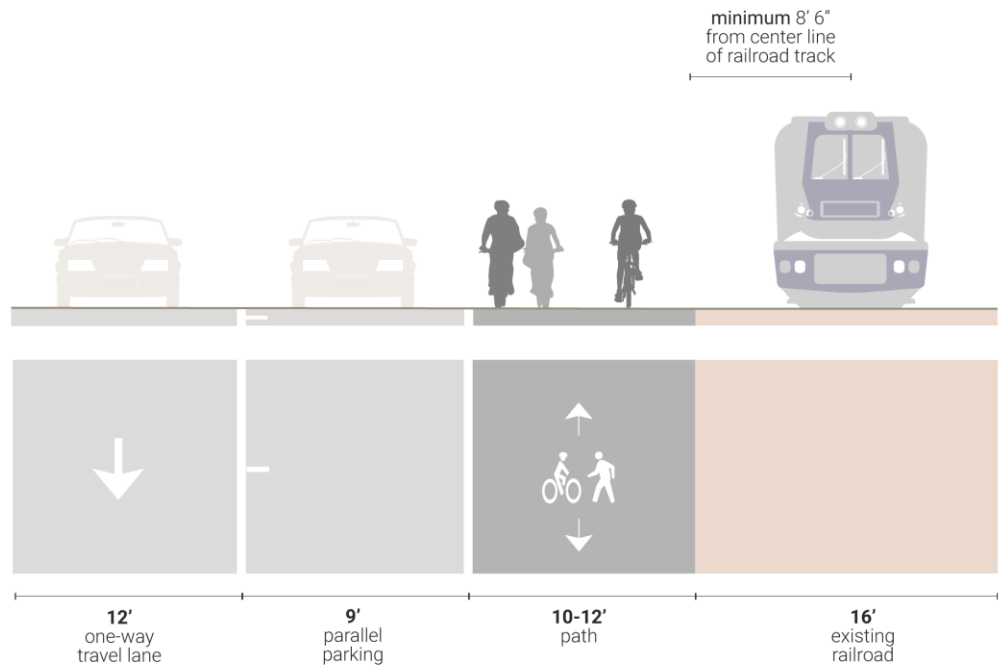 minimum 8’ 6”
from center line
of railroad track
12’
one-way
travel lane
9’
parallel
parking
10-12’
path
16’
existing
railroad